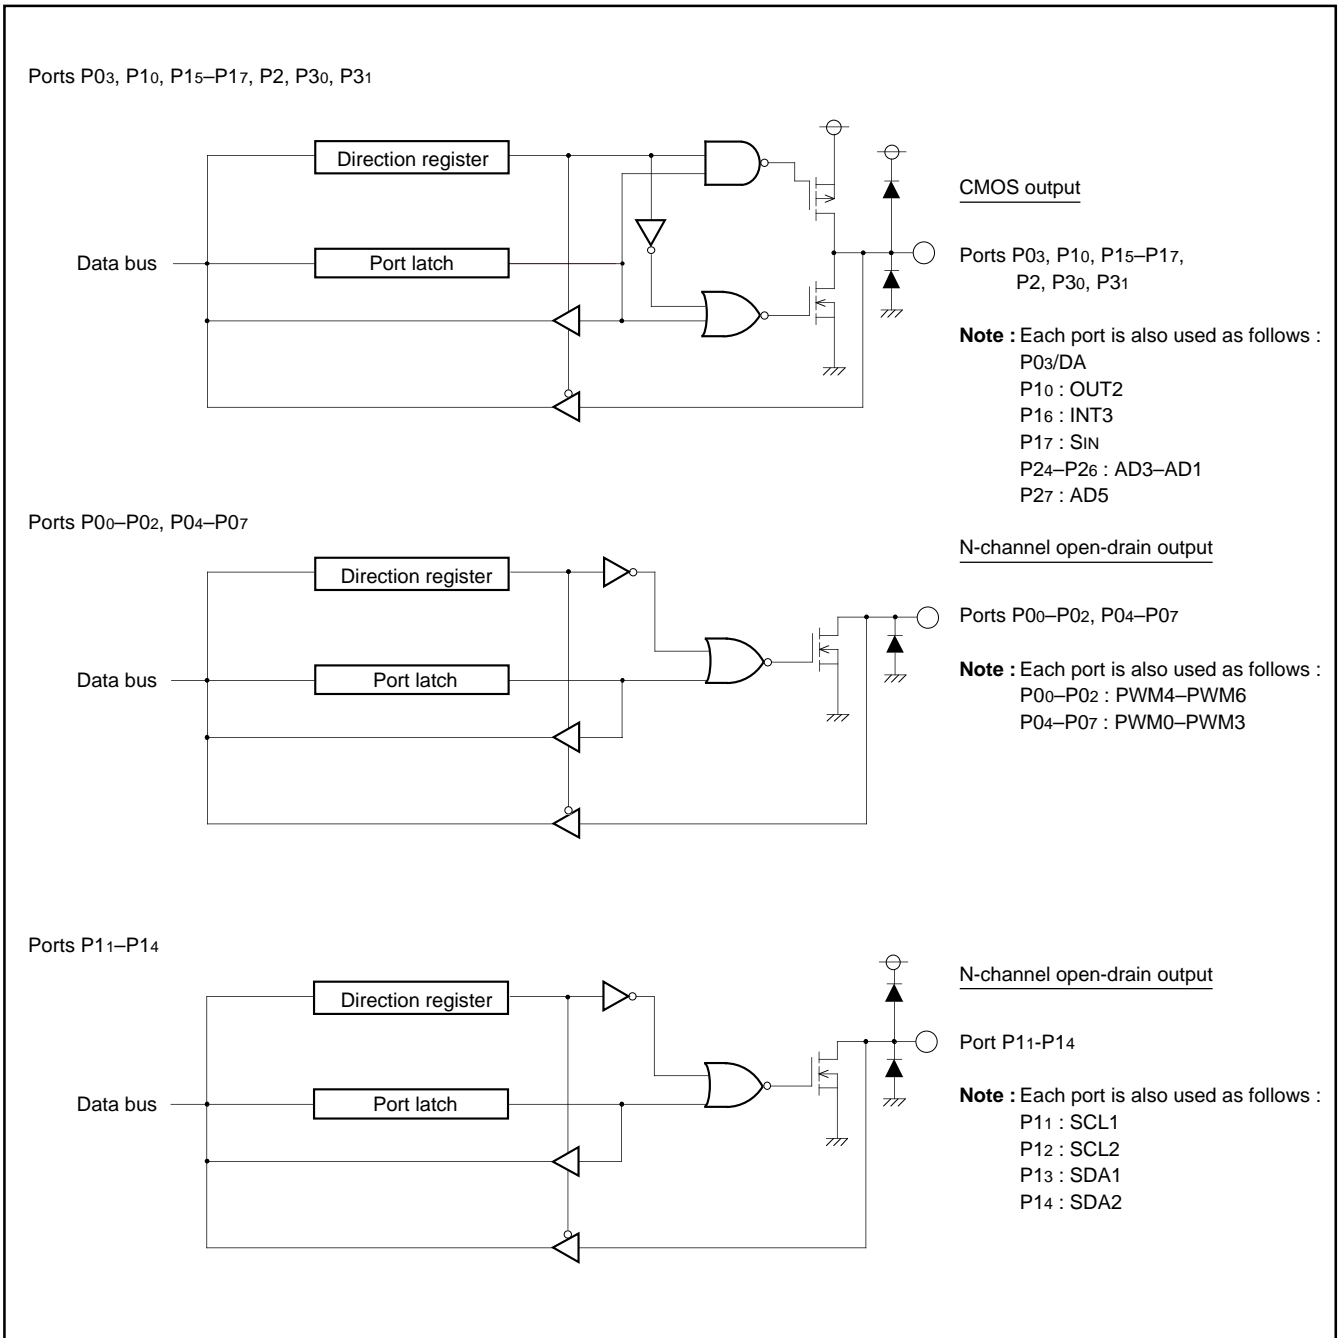 Ports P03, P10, P15–P17, P2, P30, P31
Direction register
Data bus
Port latch
CMOS output
Ports P03, P10, P15–P17,
P2, P30, P31
Note : Each port is also used as follows :
P03/DA
P10 : OUT2
P16 : INT3
P17 : SIN
P24–P26 : AD3–AD1
P27 : AD5
Ports P00–P02, P04–P07
Direction register
Data bus
Port latch
N-channel open-drain output
Ports P00–P02, P04–P07
Note : Each port is also used as follows :
P00–P02 : PWM4–PWM6
P04–P07 : PWM0–PWM3
Ports P11–P14
Direction register
Data bus
Port latch
N-channel open-drain output
Port P11-P14
Note : Each port is also used as follows :
P11 : SCL1
P12 : SCL2
P13 : SDA1
P14 : SDA2